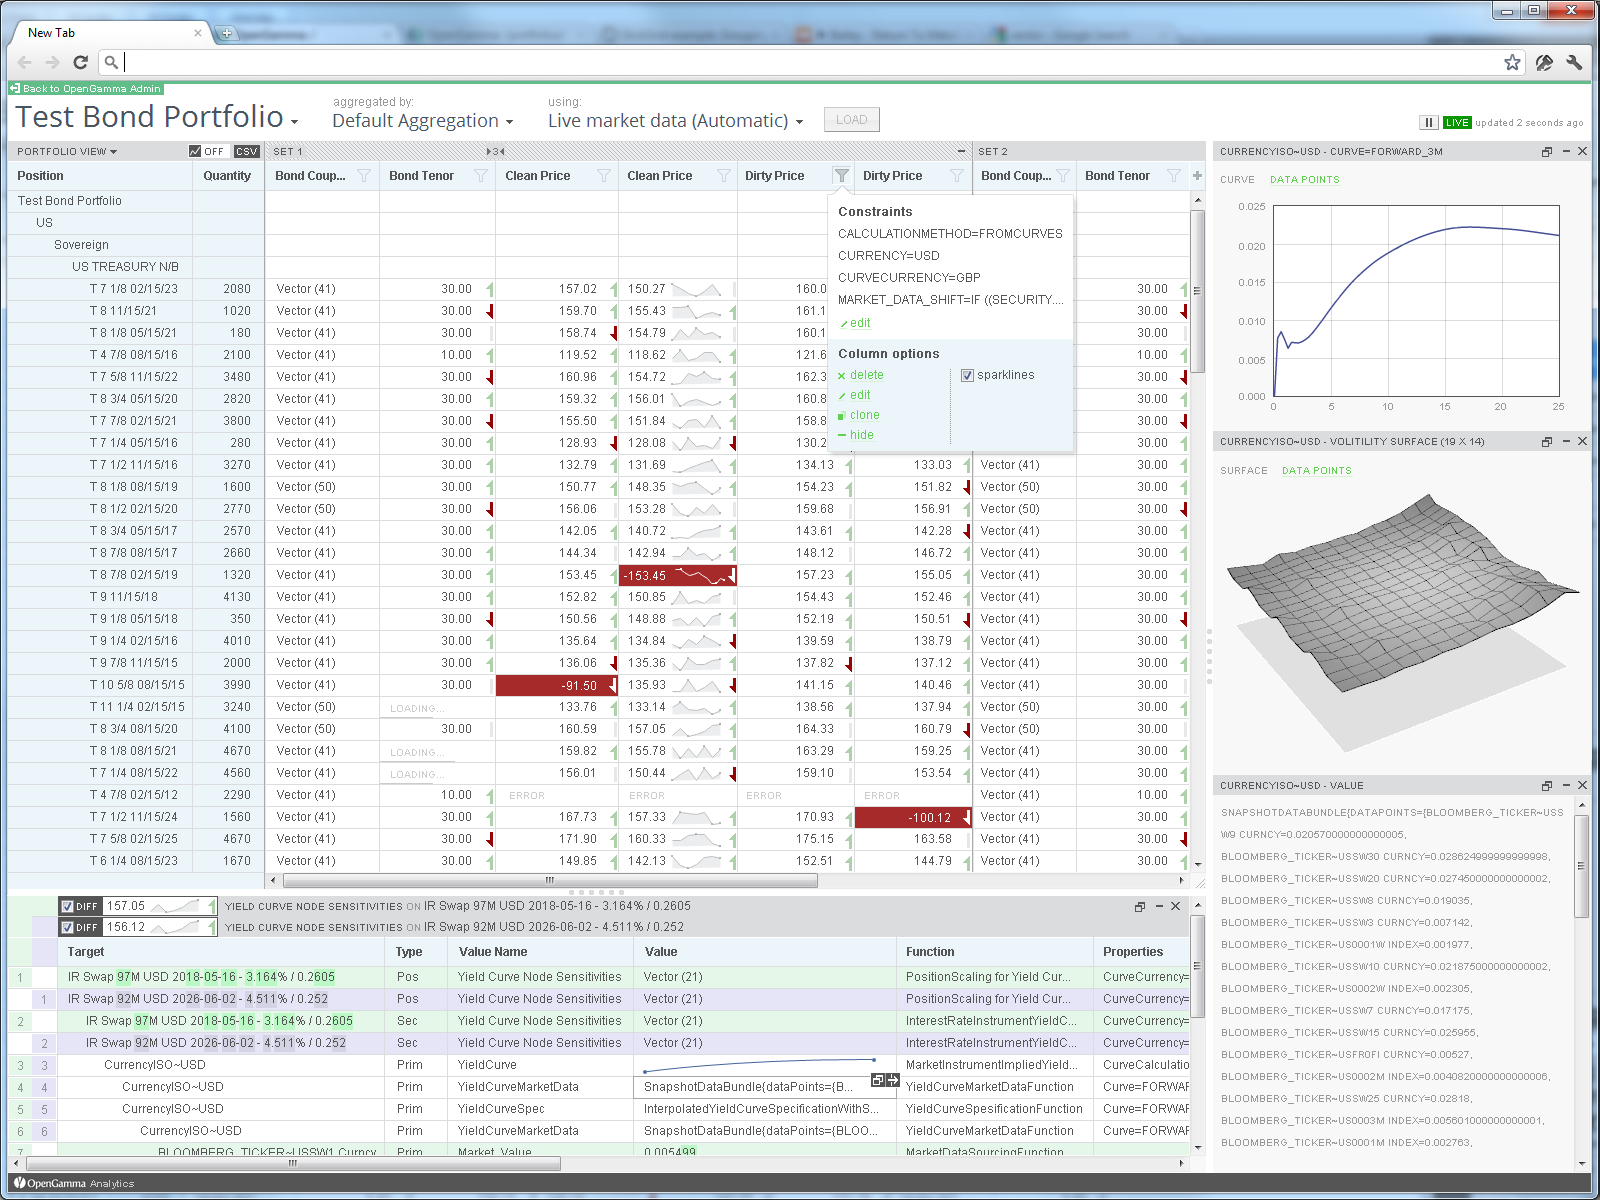 New Tab
Back to OpenGamma Admin
Test Bond Portfolio
aggregated by:
Default Aggregation
using:
Live market data (Automatic)
LOAD
LIVE updated 2 seconds ago
PORTFOLIO VIEW OFF CSV SET 1 3 SET 2
Position Quantity Bond Coup... Bond Tenor Clean Price Clean Price Dirty Price Dirty Price Bond Coup... Bond Tenor
Test Bond Portfolio
US
Sovereign
US TREASURY N/B
T 7 1/8 02/15/23 2080 Vector (41) 30.00 157.02 150.27 160.0 30.00
T 8 11/15/21 1020 Vector (41) 30.00 159.70 155.43 161.1 30.00
T 8 1/8 05/15/21 180 Vector (41) 30.00 158.74 154.79 160.1 30.00
T 4 7/8 08/15/16 2100 Vector (41) 10.00 119.52 118.62 121.6 10.00
T 7 5/8 11/15/22 3480 Vector (41) 30.00 160.96 154.72 162.3 30.00
T 8 3/4 05/15/20 2820 Vector (41) 30.00 159.32 156.01 160.8 30.00
T 7 7/8 02/15/21 3800 Vector (41) 30.00 155.50 151.84 158.8 30.00
T 7 1/4 05/15/16 280 Vector (41) 30.00 128.93 128.08 130.2 30.00
T 7 1/2 11/15/16 3270 Vector (41) 30.00 132.79 131.69 134.13 133.03 Vector (41) 30.00
T 8 1/8 08/15/19 1600 Vector (50) 30.00 150.77 148.35 154.23 151.82 Vector (50) 30.00
T 8 1/2 02/15/20 2770 Vector (50) 30.00 156.06 153.28 159.68 156.91 Vector (50) 30.00
T 8 3/4 05/15/17 2570 Vector (41) 30.00 142.05 140.72 143.61 142.28 Vector (41) 30.00
T 8 7/8 08/15/17 2660 Vector (41) 30.00 144.34 142.94 148.12 146.72 Vector (41) 30.00
T 8 7/8 02/15/19 1320 Vector (41) 30.00 153.45 -153.45 157.23 155.05 Vector (41) 30.00
T 9 11/15/18 4130 Vector (41) 30.00 152.82 150.85 154.43 152.46 Vector (41) 30.00
T 9 1/8 05/15/18 350 Vector (41) 30.00 150.56 148.88 152.19 150.51 Vector (41) 30.00
T 9 1/4 02/15/16 4010 Vector (41) 30.00 135.64 134.84 139.59 138.79 Vector (41) 30.00
T 9 7/8 11/15/15 2000 Vector (41) 30.00 136.06 135.36 137.82 137.12 Vector (41) 30.00
T 10 5/8 08/15/15 3990 Vector (41) 30.00 -91.50 135.93 141.15 140.46 Vector (41) 30.00
T 11 1/4 02/15/15 3240 Vector (50) LOADING... 133.76 133.14 138.56 137.94 Vector (50) 30.00
T 8 3/4 08/15/20 4100 Vector (50) 30.00 160.59 157.05 164.33 160.79 Vector (50) 30.00
T 8 1/8 08/15/21 4670 Vector (41) LOADING... 159.82 155.78 163.29 159.25 Vector (41) 30.00
T 7 1/4 08/15/22 4560 Vector (41) LOADING... 156.01 150.44 159.10 153.54 Vector (41) 30.00
T 4 7/8 02/15/12 2290 Vector (41) 10.00 ERROR ERROR ERROR ERROR Vector (41) 10.00
T 7 1/2 11/15/24 1560 Vector (41) 30.00 167.73 157.33 170.93 -100.12 Vector (41) 30.00
T 7 5/8 02/15/25 4670 Vector (41) 30.00 171.90 160.33 175.15 163.58 Vector (41) 30.00
T 6 1/4 08/15/23 1670 Vector (41) 30.00 149.85 142.13 152.51 144.79 Vector (41) 30.00
Constraints
CALCULATIONMETHOD=FROMCURVES
CURRENCY=USD
CURVECURRENCY=GBP
MARKET_DATA_SHIFT=IF ((SECURITY....
edit
Column options
delete sparklines
edit
clone
hide
CURRENCYISO~USD - CURVE=FORWARD_3M
CURVE DATA POINTS
0.025
0.020
0.015
0.010
0.005
0.000
0 5 10 15 20 25
CURRENCYISO~USD - VOLITILITY SURFACE (19 X 14)
SURFACE DATA POINTS
CURRENCYISO~USD - VALUE
SNAPSHOTDATABUNDLE{DATAPOINTS={BLOOMBERG_TICKER~USS
W9 CURNCY=0.020570000000000005,
BLOOMBERG_TICKER~USSW30 CURNCY=0.028624999999999998,
BLOOMBERG_TICKER~USSW20 CURNCY=0.027450000000000002,
BLOOMBERG_TICKER~USSW8 CURNCY=0.019035,
BLOOMBERG_TICKER~USSW3 CURNCY=0.007142,
BLOOMBERG_TICKER~US0001W INDEX=0.001977,
BLOOMBERG_TICKER~USSW10 CURNCY=0.021875000000000002,
BLOOMBERG_TICKER~US0002W INDEX=0.002305,
BLOOMBERG_TICKER~USSW7 CURNCY=0.017175,
BLOOMBERG_TICKER~USSW15 CURNCY=0.025955,
BLOOMBERG_TICKER~USFR0FI CURNCY=0.00527,
BLOOMBERG_TICKER~US0002M INDEX=0.0040820000000000006,
BLOOMBERG_TICKER~USSW25 CURNCY=0.02818,
BLOOMBERG_TICKER~US0003M INDEX=0.005601000000000001,
BLOOMBERG_TICKER~US0001M INDEX=0.002763,
DIFF 157.05 YIELD CURVE NODE SENSITIVITIES ON IR Swap 97M USD 2018-05-16 - 3.164% / 0.2605
DIFF 156.12 YIELD CURVE NODE SENSITIVITIES ON IR Swap 92M USD 2026-06-02 - 4.511% / 0.252
Target Type Value Name Value Function Properties
1 IR Swap 97M USD 2018-05-16 - 3.164% / 0.2605 Pos Yield Curve Node Sensitivities Vector (21) PositionScaling for Yield Cur... CurveCurrency=
1 IR Swap 92M USD 2026-06-02 - 4.511% / 0.252 Pos Yield Curve Node Sensitivities Vector (21) PositionScaling for Yield Cur... CurveCurrency=
2 IR Swap 97M USD 2018-05-16 - 3.164% / 0.2605 Sec Yield Curve Node Sensitivities Vector (21) InterestRateInstrumentYieldC... CurveCurrency=
2 IR Swap 92M USD 2026-06-02 - 4.511% / 0.252 Sec Yield Curve Node Sensitivities Vector (21) InterestRateInstrumentYieldC... CurveCurrency=
3 3 CurrencyISO~USD Prim YieldCurve MarketInstrumentImpliedYield... CurveCalculation
4 4 CurrencyISO~USD Prim YieldCurveMarketData SnapshotDataBundle{dataPoints={B... YieldCurveMarketDataFunction Curve=FORWAR
5 5 CurrencyISO~USD Prim YieldCurveSpec InterpolatedYieldCurveSpecificationWithS... YieldCurveSpesificationFunction Curve=FORWAR
6 6 CurrencyISO~USD Prim YieldCurveMarketData SnapshotDataBundle{dataPoints={BLOO... YieldCurveMarketDataFunction Curve=FORWAR
7 BLOOMBERG_TICKER~USSW1 Curncy Prim Market_Value 0.005499 MarketDataSourcingFunction
OpenGamma Analytics